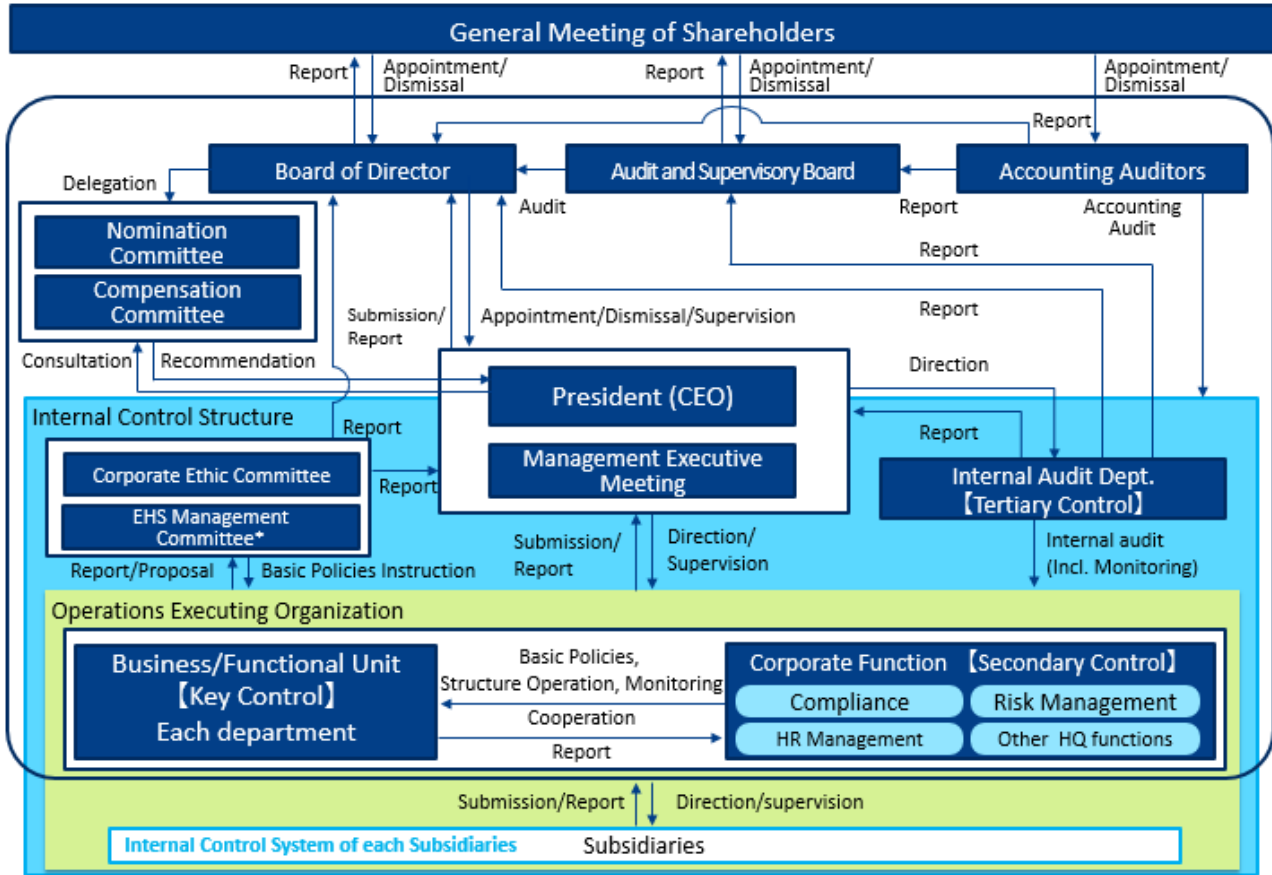 General Meeting of Shareholders
Report
Appointment/
Dismissal
Report
Appointment/
Dismissal
Appointment/
Dismissal
Report
Board of Director
Audit and Supervisory Board
Accounting Auditors
Delegation
Audit
Report
Accounting
Audit
Nomination
Committee
Compensation
Committee
Report
Report
Submission/
Report
Appointment/Dismissal/Supervision
Consultation
Recommendation
Direction
President (CEO)
Internal Control Structure
Report
Report
Management Executive
Meeting
Corporate Ethic Committee
Report
Internal Audit Dept.
【Tertiary Control】
EHS Management
Committee*
Submission/
Report
Direction/
Supervision
Internal audit
(Incl. Monitoring)
Report/Proposal
Basic Policies Instruction
Operations Executing Organization
Business/Functional Unit
【Key Control】
Each department
Basic Policies,
Structure Operation, Monitoring
Cooperation
Report
Corporate Function 【Secondary Control】
Compliance
Risk Management
HR Management
Other HQ functions
Submission/Report
Direction/supervision
Internal Control System of each Subsidiaries
Subsidiaries